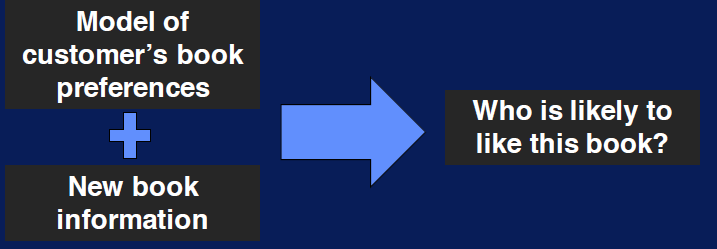 Model of
customer's book
preferences
New book
information
Who is likely to
like this book?